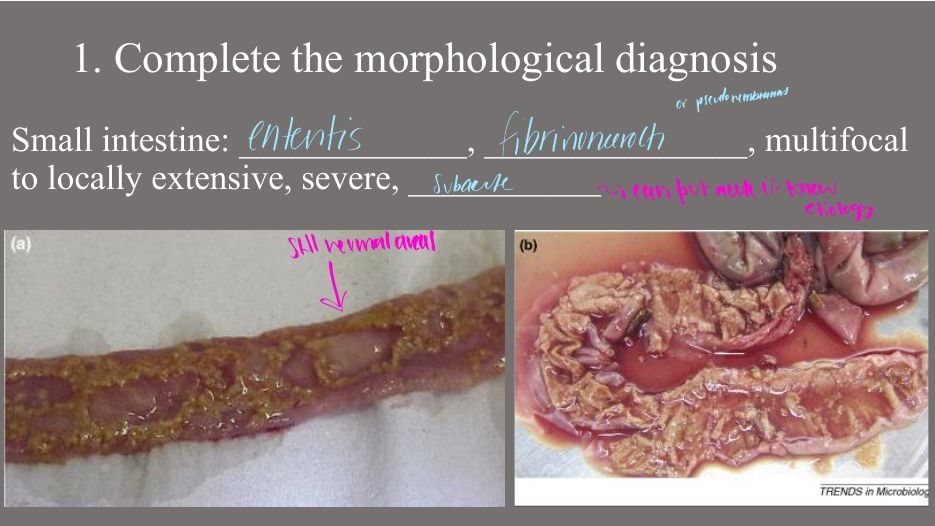 1. Complete the morphological diagnosis
or pseudomembranous
Small intestine: enteritis, fibrinonecrotic, multifocal
to locally extensive, severe, subacute
can put acute if know
etiology
still normal areas
(a)
(b)
TRENDS in Microbiolog